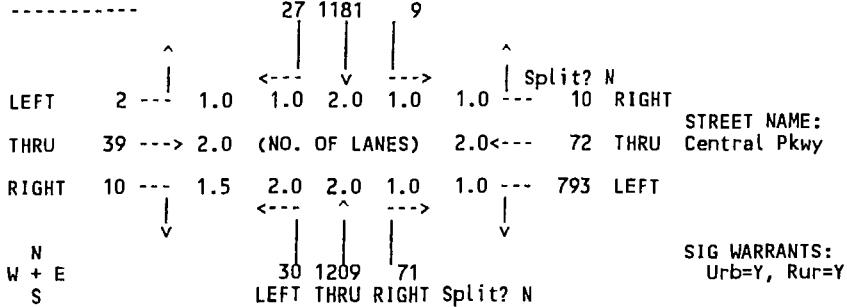 ----------- 27 1181 9
^ ^
<--- v ---> Split? N
LEFT 2 --- 1.0 1.0 2.0 1.0 1.0 --- 10 RIGHT
STREET NAME:
THRU 39 ---> 2.0 (NO. OF LANES) 2.0<--- 72 THRU Central Pkwy
RIGHT 10 --- 1.5 2.0 2.0 1.0 1.0 --- 793 LEFT
<--- ^ --->
v v
N SIG WARRANTS:
W + E 30 1209 71 Urb=Y, Rur=Y
S LEFT THRU RIGHT Split? N